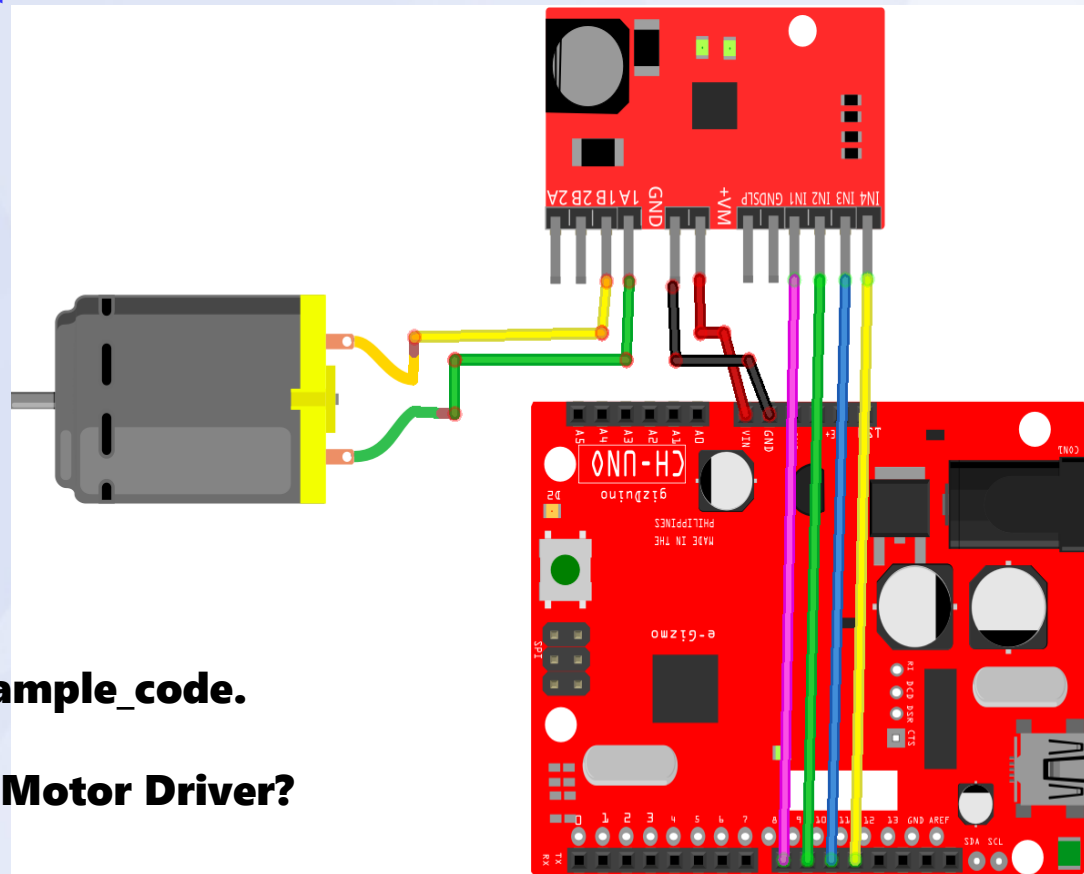 2A 2B 1B 1A GND +VM SLP GND IN1 IN2 IN3 IN4
A5 A4 A3 A2 A1 A0 VIN GND
CON1
CH-UNO
gizDuino
D2
PHILIPPINES
MADE IN THE
e-Gizmo
SPI
ample_code.
RI
DCD
DSR
CTS
Motor Driver?
0 1 2 3 4 5 6 7 8 9 10 11 12 13 GND AREF
SDA SCL
RX TX